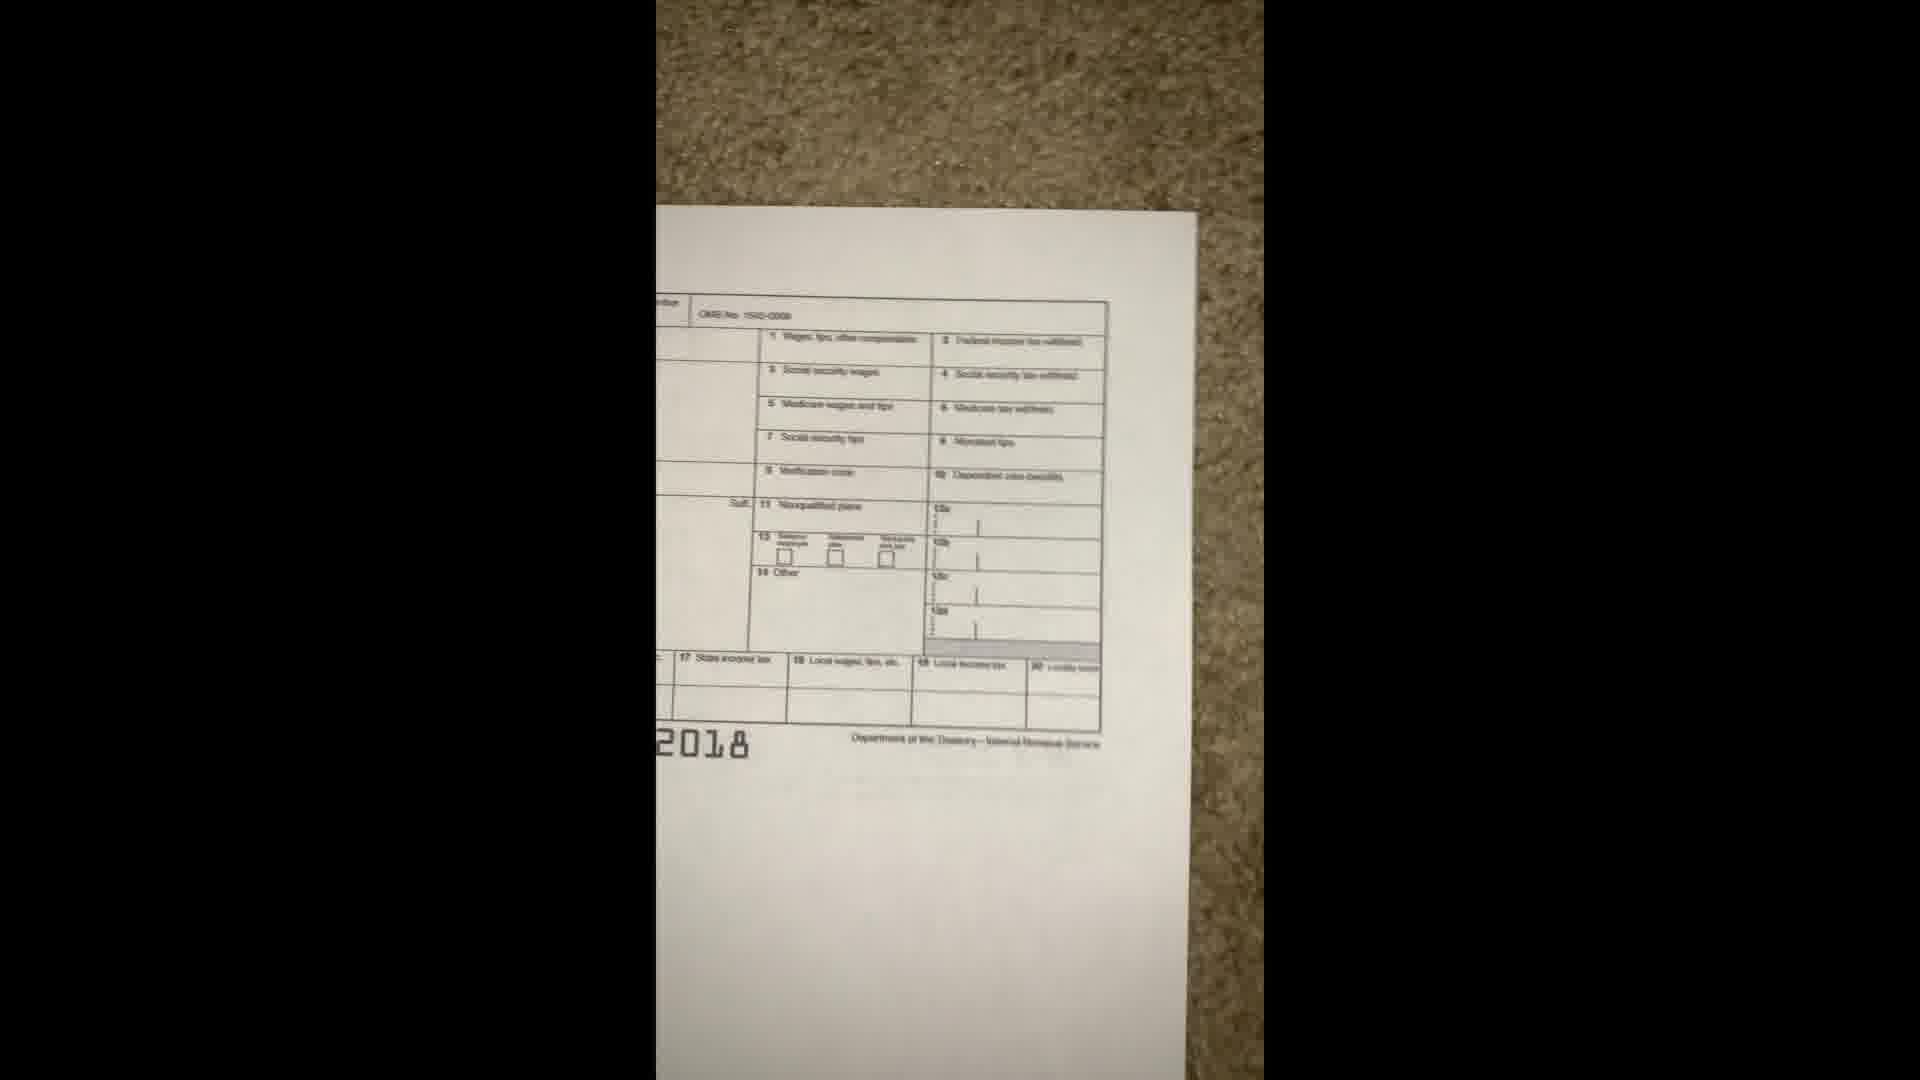 OMB No. 1545-0008
1 Wages, tips, other compensation
2 Federal income tax withheld
3 Social security wages
4 Social security tax withheld
5 Medicare wages and tips
6 Medicare tax withheld
7 Social security tips
8 Allocated tips
9 Verification code
10 Dependent care benefits
Suff.
11 Nonqualified plans
12a
13 Statutory employee Retirement plan Third-party sick pay
12b
14 Other
12c
12d
17 State income tax
18 Local wages, tips, etc.
19 Local income tax
20 Locality name
2018
Department of the Treasury—Internal Revenue Service